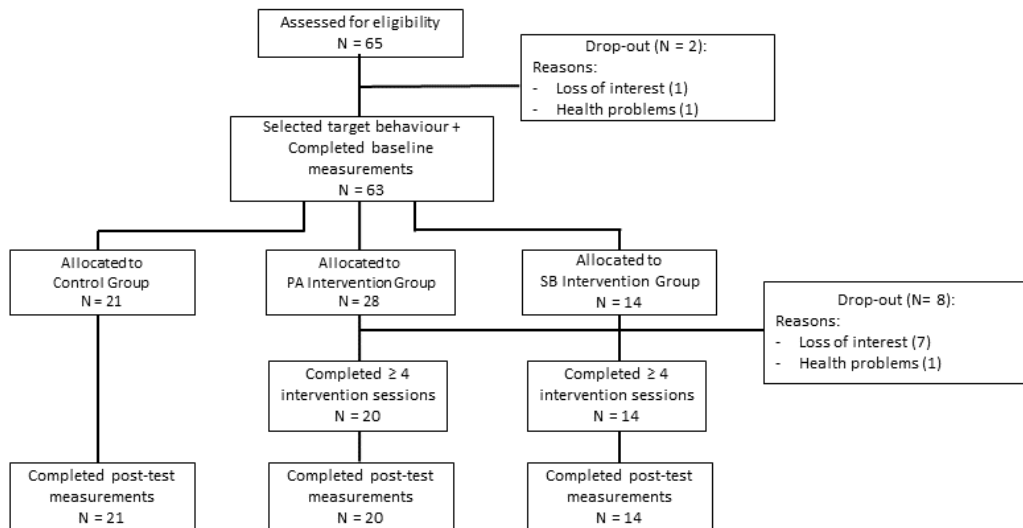 Assessed for eligibility
N = 65
Drop-out (N = 2):
Reasons:
- Loss of interest (1)
- Health problems (1)
Selected target behaviour +
Completed baseline
measurements
N = 63
Allocated to
Control Group
N = 21
Allocated to
PA Intervention Group
N = 28
Allocated to
SB Intervention Group
N = 14
Drop-out (N= 8):
Reasons:
- Loss of interest (7)
- Health problems (1)
Completed ≥ 4
intervention sessions
N = 20
Completed ≥ 4
intervention sessions
N = 14
Completed post-test
measurements
N = 21
Completed post-test
measurements
N = 20
Completed post-test
measurements
N = 14